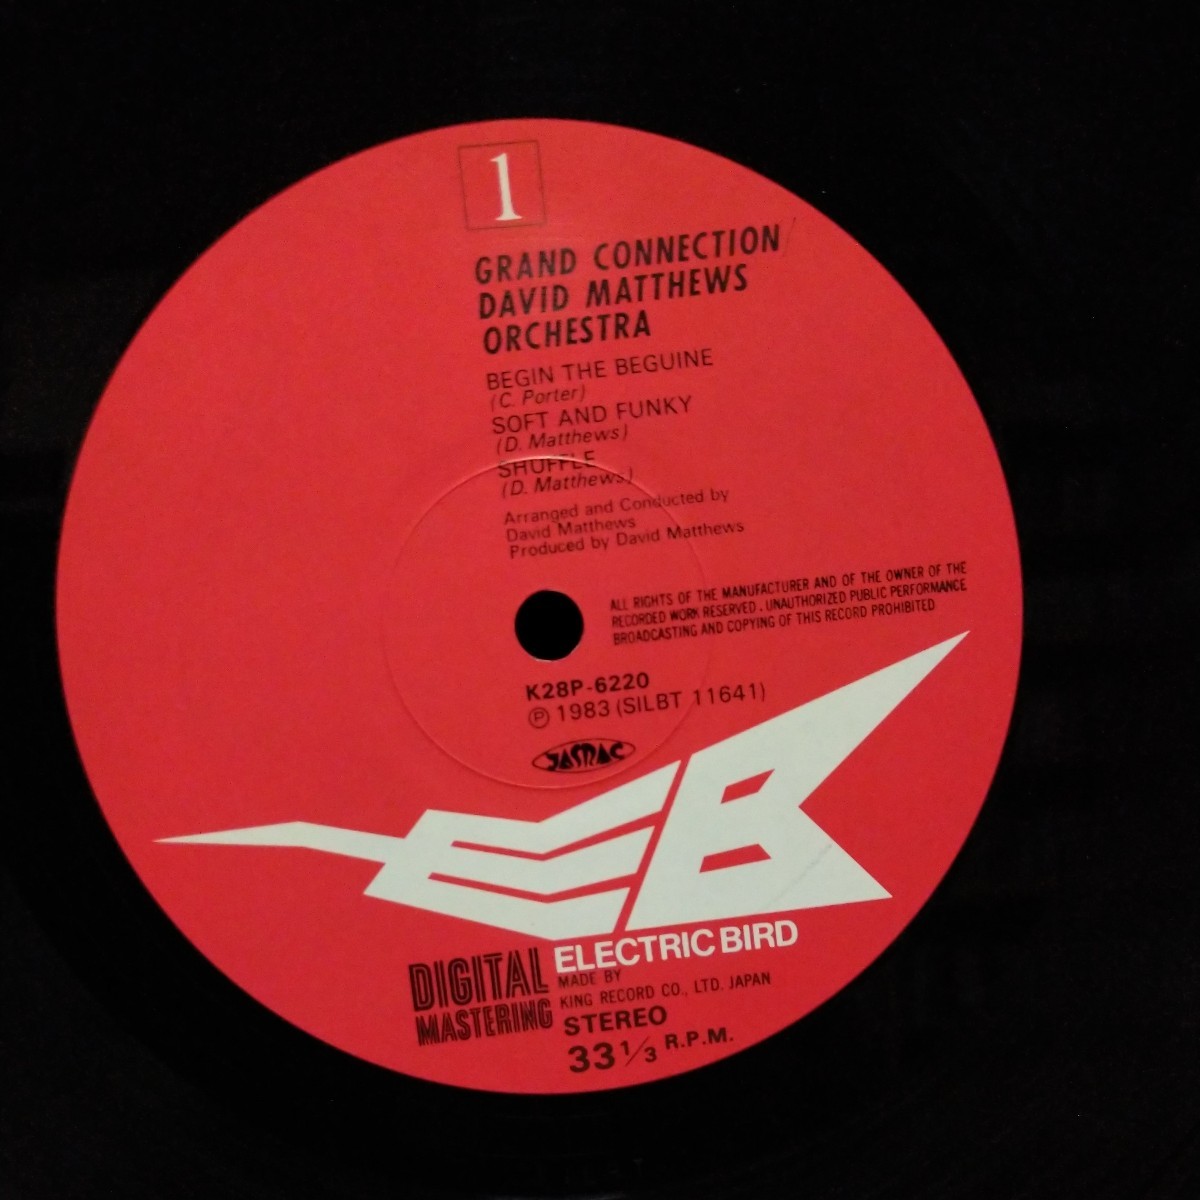 1
GRAND CONNECTION/
DAVID MATTHEWS
ORCHESTRA
BEGIN THE BEGUINE
(C. Porter)
SOFT AND FUNKY
(D. Matthews)
SHUFFLE
(D. Matthews)
Arranged and Conducted by
David Matthews
Produced by David Matthews
ALL RIGHTS OF THE MANUFACTURER AND OF THE OWNER OF THE
RECORDED WORK RESERVED. UNAUTHORIZED PUBLIC PERFORMANCE
BROADCASTING AND COPYING OF THIS RECORD PROHIBITED
K28P-6220
Ⓟ 1983 (SILBT 11641)
JASRAC
EB
ELECTRIC BIRD
DIGITAL
MASTERING
MADE BY
KING RECORD CO., LTD. JAPAN
STEREO
33 1/3 R.P.M.